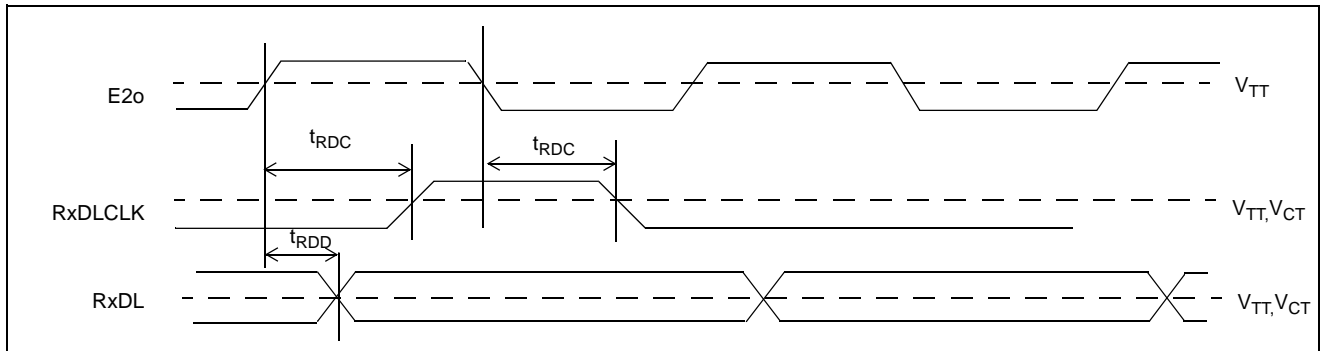 E2o
V_TT
t_RDC
t_RDC
RxDLCLK
V_TT,V_CT
t_RDD
RxDL
V_TT,V_CT